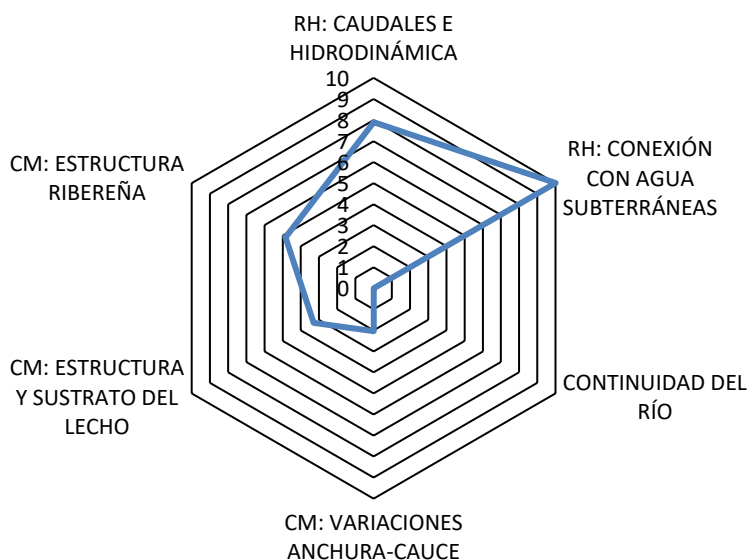 RH: CAUDALES E
HIDRODINÁMICA
10
9
8
7
6
5
4
3
2
1
0
RH: CONEXIÓN
CON AGUA
SUBTERRÁNEAS
CONTINUIDAD DEL
RÍO
CM: VARIACIONES
ANCHURA-CAUCE
CM: ESTRUCTURA
Y SUSTRATO DEL
LECHO
CM: ESTRUCTURA
RIBEREÑA